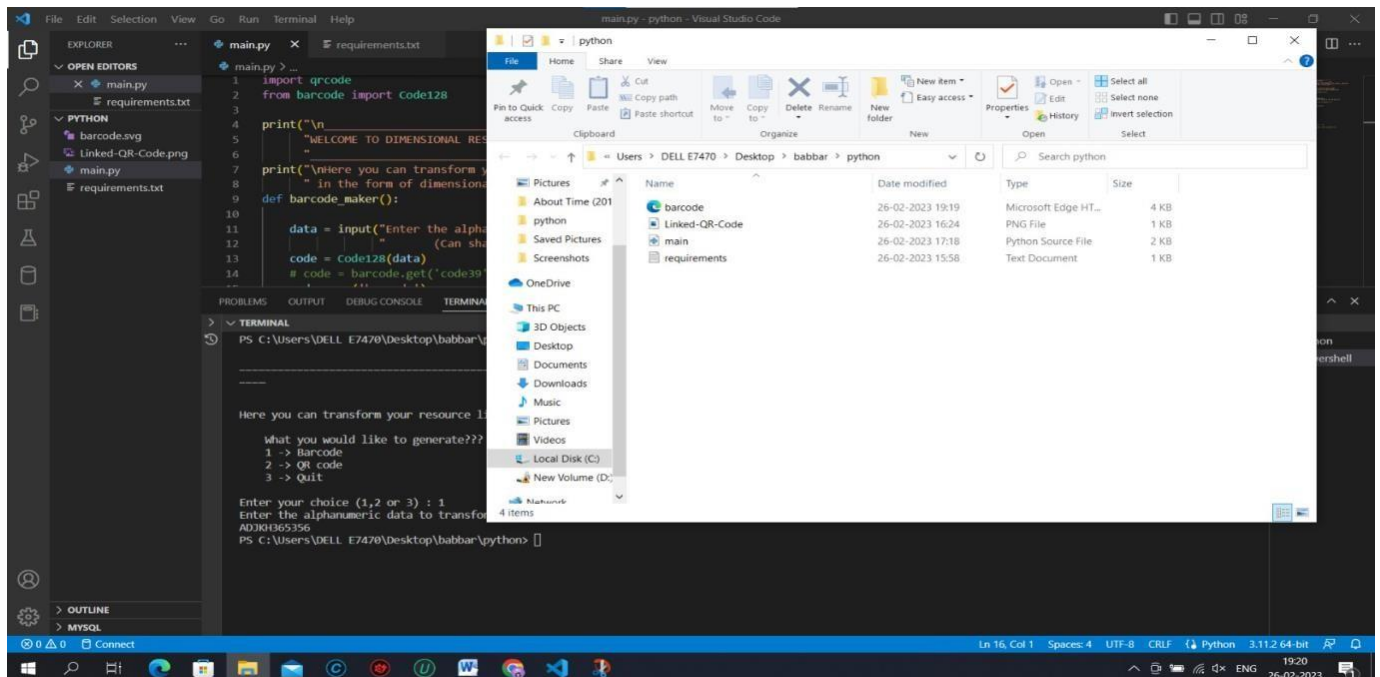 File Edit Selection View Go Run Terminal Help
main.py - python - Visual Studio Code
EXPLORER
OPEN EDITORS
main.py
requirements.txt
PYTHON
barcode.svg
Linked-QR-Code.png
main.py
requirements.txt
OUTLINE
MYSQL
main.py
requirements.txt
main.py > ...
1 import qrcode
2 from barcode import Code128
3
4 print("\n
5 "WELCOME TO DIMENSIONAL RES
6 "
7 print("\nHere you can transform y
8 " in the form of dimensiona
9 def barcode_maker():
10
11 data = input("Enter the alpha
12 " (Can sha
13 code = Code128(data)
14 # code = barcode.get('code39'
PROBLEMS OUTPUT DEBUG CONSOLE TERMINAL
TERMINAL
PS C:\Users\DELL E7470\Desktop\babbar\p
Here you can transform your resource li
What you would like to generate???
1 -> Barcode
2 -> QR code
3 -> Quit
Enter your choice (1,2 or 3) : 1
Enter the alphanumeric data to transfor
ADJKH365356
PS C:\Users\DELL E7470\Desktop\babbar\python>
on
ershell
python
File Home Share View
Pin to Quick access
Copy
Paste
Cut
Copy path
Paste shortcut
Clipboard
Move to
Copy to
Delete
Rename
Organize
New folder
New item
Easy access
New
Properties
Open
Edit
History
Open
Select all
Select none
Invert selection
Select
« Users > DELL E7470 > Desktop > babbar > python
Search python
Pictures
About Time (201
python
Saved Pictures
Screenshots
OneDrive
This PC
3D Objects
Desktop
Documents
Downloads
Music
Pictures
Videos
Local Disk (C:)
New Volume (D:
Network
Name Date modified Type Size
barcode 26-02-2023 19:19 Microsoft Edge HT... 4 KB
Linked-QR-Code 26-02-2023 16:24 PNG File 1 KB
main 26-02-2023 17:18 Python Source File 2 KB
requirements 26-02-2023 15:58 Text Document 1 KB
4 items
0 0 Connect
Ln 16, Col 1 Spaces: 4 UTF-8 CRLF Python 3.11.2 64-bit
ENG
19:20
26-02-2023